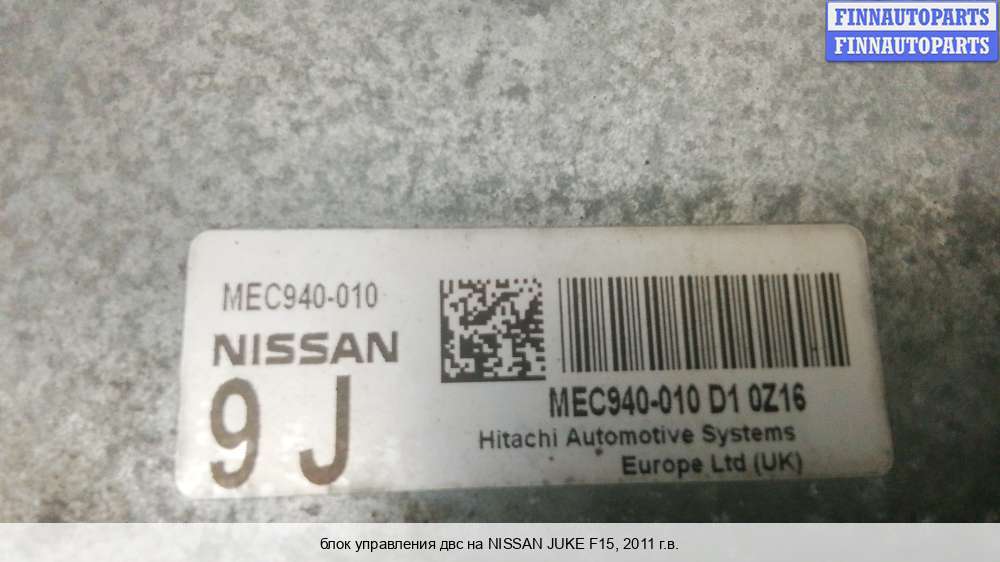 FINNAUTOPARTS
FINNAUTOPARTS
MEC940-010
NISSAN
9 J
MEC940-010 D1 0Z16
Hitachi Automotive Systems
Europe Ltd (UK)
блок управления двс на NISSAN JUKE F15, 2011 г.в.